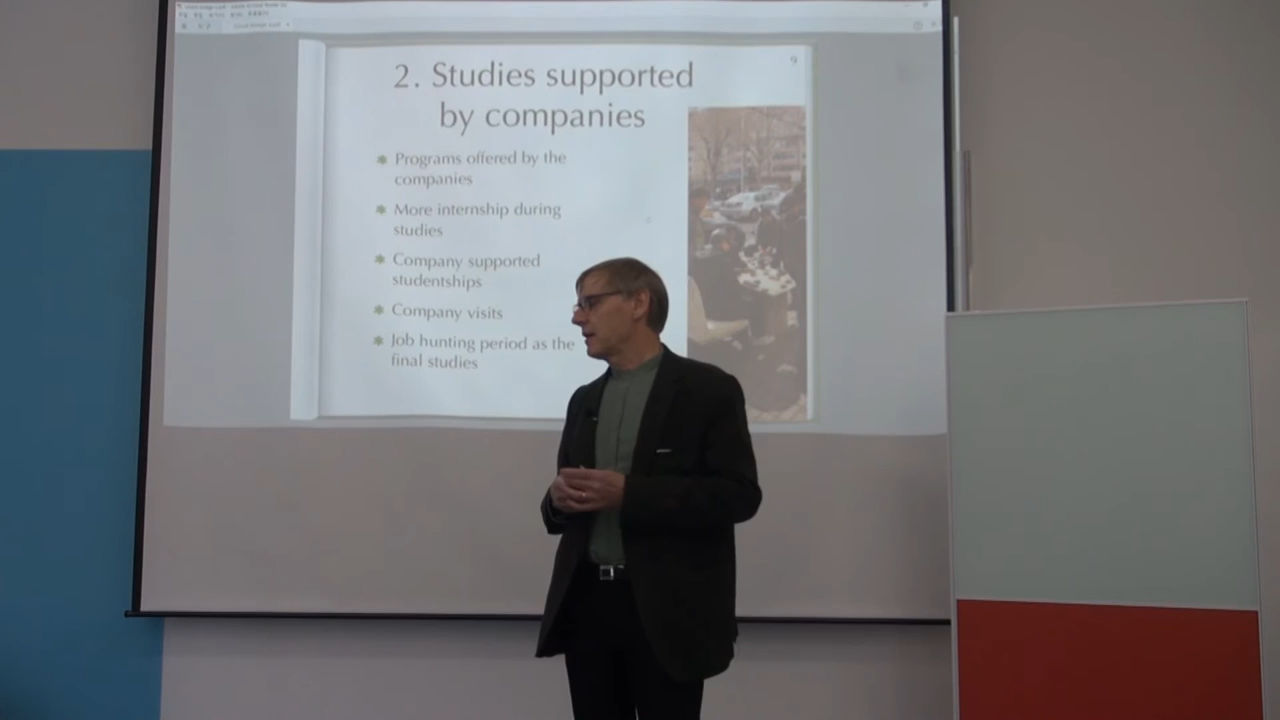 9
2. Studies supported
by companies
Programs offered by the
companies
More internship during
studies
Company supported
studentships
Company visits
Job hunting period as the
final studies